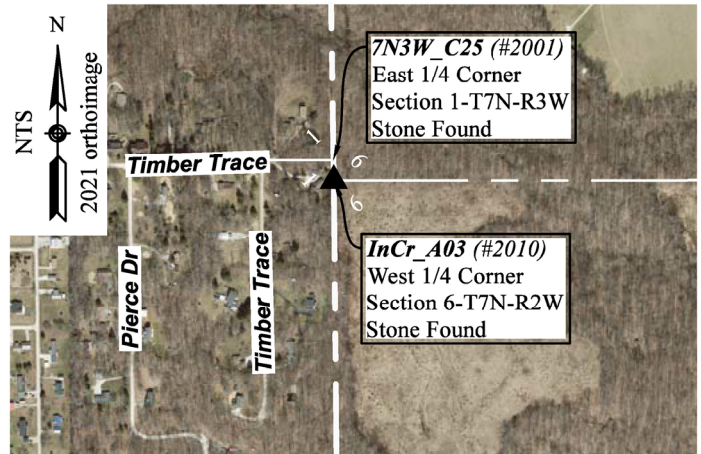 N
NTS
2021 orthoimage
7N3W_C25 (#2001)
East 1/4 Corner
Section 1-T7N-R3W
Stone Found
1
6
Timber Trace
1
6
InCr_A03 (#2010)
West 1/4 Corner
Section 6-T7N-R2W
Stone Found
Pierce Dr
Timber Trace